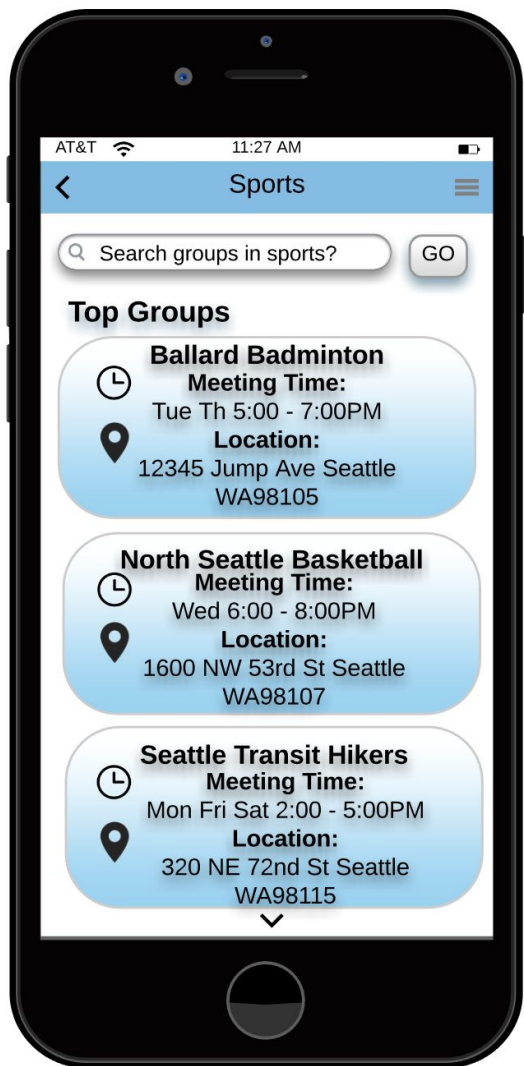 AT&T 11:27 AM
Sports
Search groups in sports? GO
Top Groups
Ballard Badminton
Meeting Time:
Tue Th 5:00 - 7:00PM
Location:
12345 Jump Ave Seattle
WA98105
North Seattle Basketball
Meeting Time:
Wed 6:00 - 8:00PM
Location:
1600 NW 53rd St Seattle
WA98107
Seattle Transit Hikers
Meeting Time:
Mon Fri Sat 2:00 - 5:00PM
Location:
320 NE 72nd St Seattle
WA98115